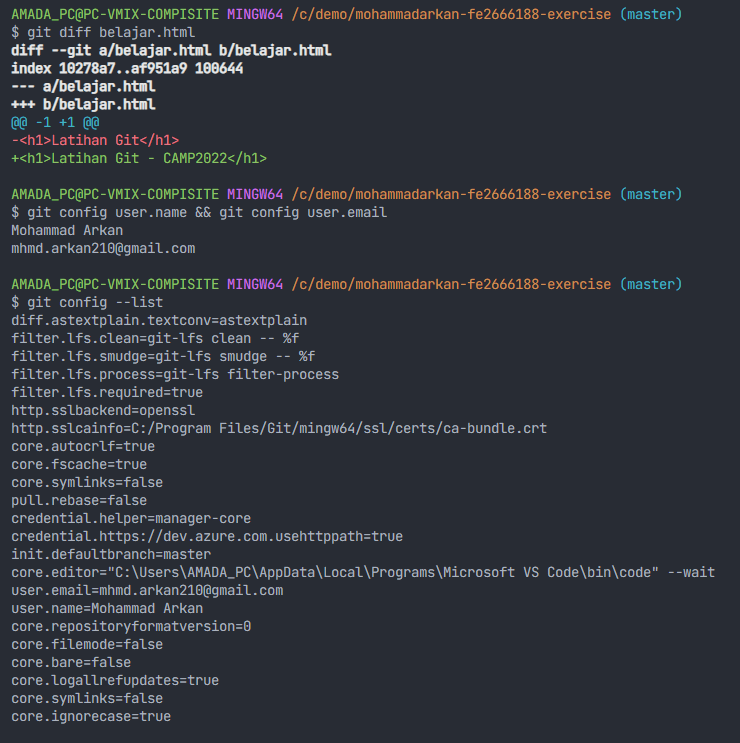 AMADA_PC@PC-VMIX-COMPISITE MINGW64 /c/demo/mohammadarkan-fe2666188-exercise (master)
$ git diff belajar.html
diff --git a/belajar.html b/belajar.html
index 10278a7..af951a9 100644
--- a/belajar.html
+++ b/belajar.html
@@ -1 +1 @@
-<h1>Latihan Git</h1>
+<h1>Latihan Git - CAMP2022</h1>
AMADA_PC@PC-VMIX-COMPISITE MINGW64 /c/demo/mohammadarkan-fe2666188-exercise (master)
$ git config user.name && git config user.email
Mohammad Arkan
mhmd.arkan210@gmail.com
AMADA_PC@PC-VMIX-COMPISITE MINGW64 /c/demo/mohammadarkan-fe2666188-exercise (master)
$ git config --list
diff.astextplain.textconv=astextplain
filter.lfs.clean=git-lfs clean -- %f
filter.lfs.smudge=git-lfs smudge -- %f
filter.lfs.process=git-lfs filter-process
filter.lfs.required=true
http.sslbackend=openssl
http.sslcainfo=C:/Program Files/Git/mingw64/ssl/certs/ca-bundle.crt
core.autocrlf=true
core.fscache=true
core.symlinks=false
pull.rebase=false
credential.helper=manager-core
credential.https://dev.azure.com.usehttppath=true
init.defaultbranch=master
core.editor="C:\Users\AMADA_PC\AppData\Local\Programs\Microsoft VS Code\bin\code" --wait
user.email=mhmd.arkan210@gmail.com
user.name=Mohammad Arkan
core.repositoryformatversion=0
core.filemode=false
core.bare=false
core.logallrefupdates=true
core.symlinks=false
core.ignorecase=true